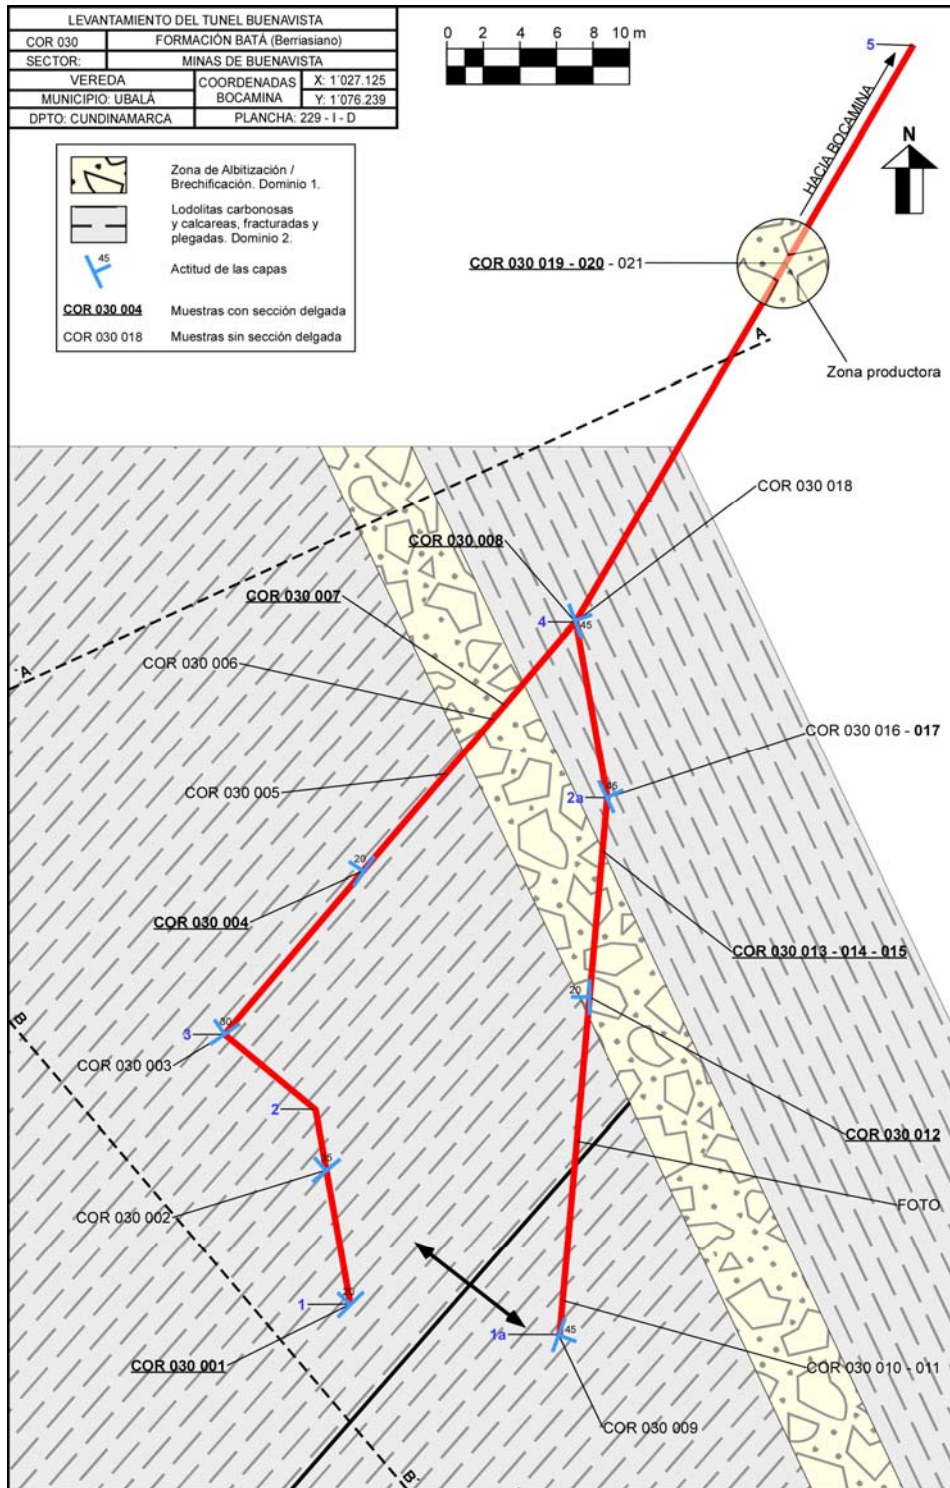 LEVANTAMIENTO DEL TUNEL BUENAVISTA
COR 030
FORMACIÓN BATÁ (Berriasiano)
SECTOR:
MINAS DE BUENAVISTA
VEREDA
COORDENADAS
BOCAMINA
X: 1´027.125
MUNICIPIO: UBALÁ
Y: 1´076.239
DPTO: CUNDINAMARCA
PLANCHA: 229 - I - D
0 2 4 6 8 10 m
5
HACIA BOCAMINA
N
Zona de Albitización /
Brechificación. Dominio 1.
Lodolitas carbonosas
y calcareas, fracturadas y
plegadas. Dominio 2.
45
Actitud de las capas
COR 030 004
Muestras con sección delgada
COR 030 018
Muestras sin sección delgada
COR 030 019 - 020 - 021
A
Zona productora
COR 030 018
COR 030 008
COR 030 007
4
45
COR 030 006
´A
COR 030 016 - 017
COR 030 005
45
2a
20
COR 030 004
COR 030 013 - 014 - 015
20
B
30
3
COR 030 003
2
COR 030 012
COR 030 002
FOTO
1
1a
45
COR 030 001
COR 030 010 - 011
COR 030 009
B´